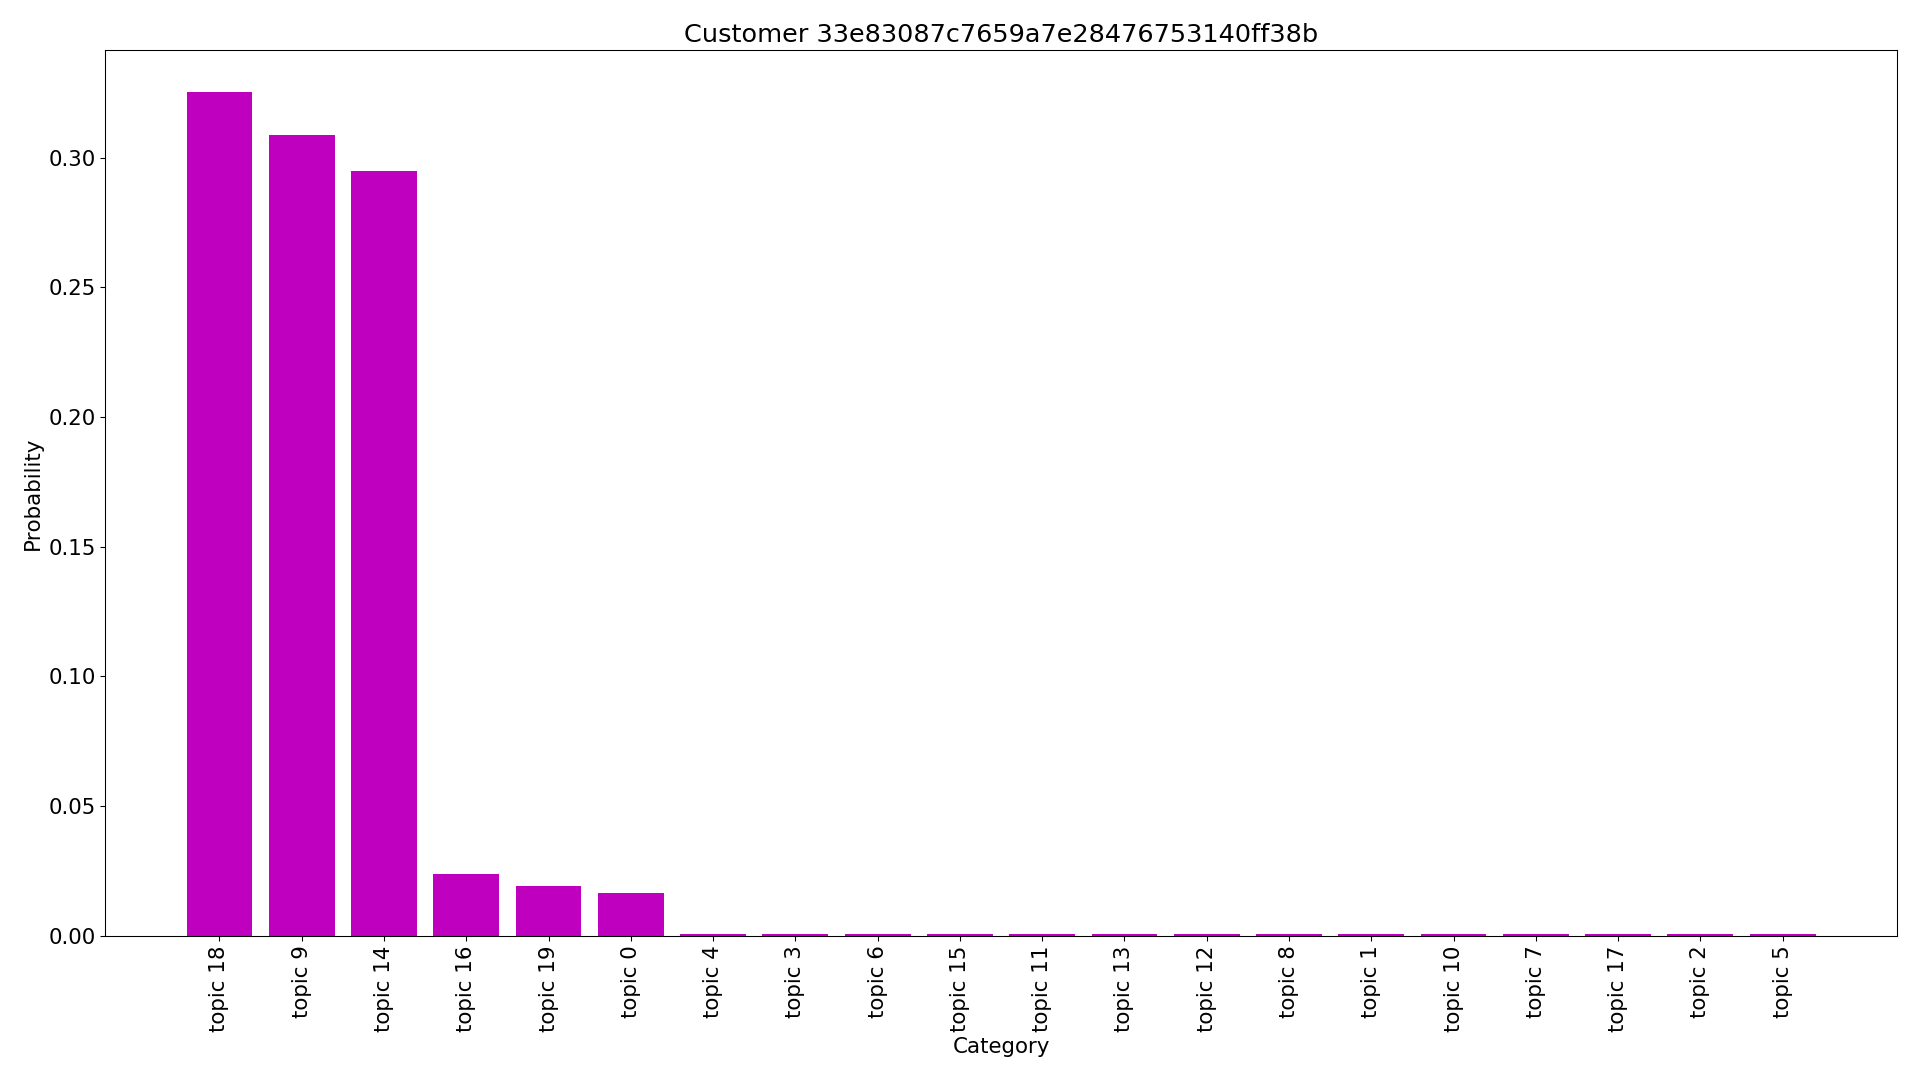 Customer 33e83087c7659a7e28476753140ff38b
Probability
0.30
0.25
0.20
0.15
0.10
0.05
0.00
topic 18
topic 9
topic 14
topic 16
topic 19
topic 0
topic 4
topic 3
topic 6
topic 15
topic 11
topic 13
topic 12
topic 8
topic 1
topic 10
topic 7
topic 17
topic 2
topic 5
Category